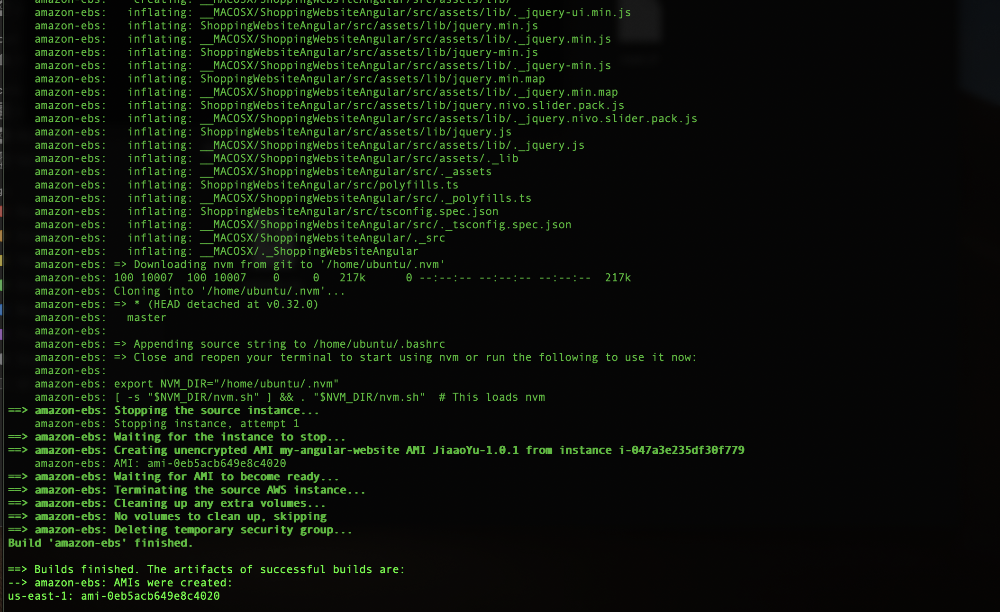 amazon-ebs:   creating: __MACOSX/ShoppingWebsiteAngular/src/assets/lib/
amazon-ebs:   inflating: __MACOSX/ShoppingWebsiteAngular/src/assets/lib/._jquery-ui.min.js
amazon-ebs:   inflating: ShoppingWebsiteAngular/src/assets/lib/jquery.min.js
amazon-ebs:   inflating: __MACOSX/ShoppingWebsiteAngular/src/assets/lib/._jquery.min.js
amazon-ebs:   inflating: ShoppingWebsiteAngular/src/assets/lib/jquery-min.js
amazon-ebs:   inflating: __MACOSX/ShoppingWebsiteAngular/src/assets/lib/._jquery-min.js
amazon-ebs:   inflating: ShoppingWebsiteAngular/src/assets/lib/jquery.min.map
amazon-ebs:   inflating: __MACOSX/ShoppingWebsiteAngular/src/assets/lib/._jquery.min.map
amazon-ebs:   inflating: ShoppingWebsiteAngular/src/assets/lib/jquery.nivo.slider.pack.js
amazon-ebs:   inflating: __MACOSX/ShoppingWebsiteAngular/src/assets/lib/._jquery.nivo.slider.pack.js
amazon-ebs:   inflating: ShoppingWebsiteAngular/src/assets/lib/jquery.js
amazon-ebs:   inflating: __MACOSX/ShoppingWebsiteAngular/src/assets/lib/._jquery.js
amazon-ebs:   inflating: __MACOSX/ShoppingWebsiteAngular/src/assets/._lib
amazon-ebs:   inflating: __MACOSX/ShoppingWebsiteAngular/src/._assets
amazon-ebs:   inflating: ShoppingWebsiteAngular/src/polyfills.ts
amazon-ebs:   inflating: __MACOSX/ShoppingWebsiteAngular/src/._polyfills.ts
amazon-ebs:   inflating: ShoppingWebsiteAngular/src/tsconfig.spec.json
amazon-ebs:   inflating: __MACOSX/ShoppingWebsiteAngular/src/._tsconfig.spec.json
amazon-ebs:   inflating: __MACOSX/ShoppingWebsiteAngular/._src
amazon-ebs:   inflating: __MACOSX/._ShoppingWebsiteAngular
amazon-ebs: => Downloading nvm from git to '/home/ubuntu/.nvm'
amazon-ebs: 100 10007  100 10007    0     0   217k      0 --:--:-- --:--:-- --:--:--  217k
amazon-ebs: Cloning into '/home/ubuntu/.nvm'...
amazon-ebs: => * (HEAD detached at v0.32.0)
amazon-ebs:   master
amazon-ebs:
amazon-ebs: => Appending source string to /home/ubuntu/.bashrc
amazon-ebs: => Close and reopen your terminal to start using nvm or run the following to use it now:
amazon-ebs:
amazon-ebs: export NVM_DIR="/home/ubuntu/.nvm"
amazon-ebs: [ -s "$NVM_DIR/nvm.sh" ] && . "$NVM_DIR/nvm.sh"  # This loads nvm
==> amazon-ebs: Stopping the source instance...
amazon-ebs: Stopping instance, attempt 1
==> amazon-ebs: Waiting for the instance to stop...
==> amazon-ebs: Creating unencrypted AMI my-angular-website AMI JiaaoYu-1.0.1 from instance i-047a3e235df30f779
amazon-ebs: AMI: ami-0eb5acb649e8c4020
==> amazon-ebs: Waiting for AMI to become ready...
==> amazon-ebs: Terminating the source AWS instance...
==> amazon-ebs: Cleaning up any extra volumes...
==> amazon-ebs: No volumes to clean up, skipping
==> amazon-ebs: Deleting temporary security group...
Build 'amazon-ebs' finished.
==> Builds finished. The artifacts of successful builds are:
--> amazon-ebs: AMIs were created:
us-east-1: ami-0eb5acb649e8c4020